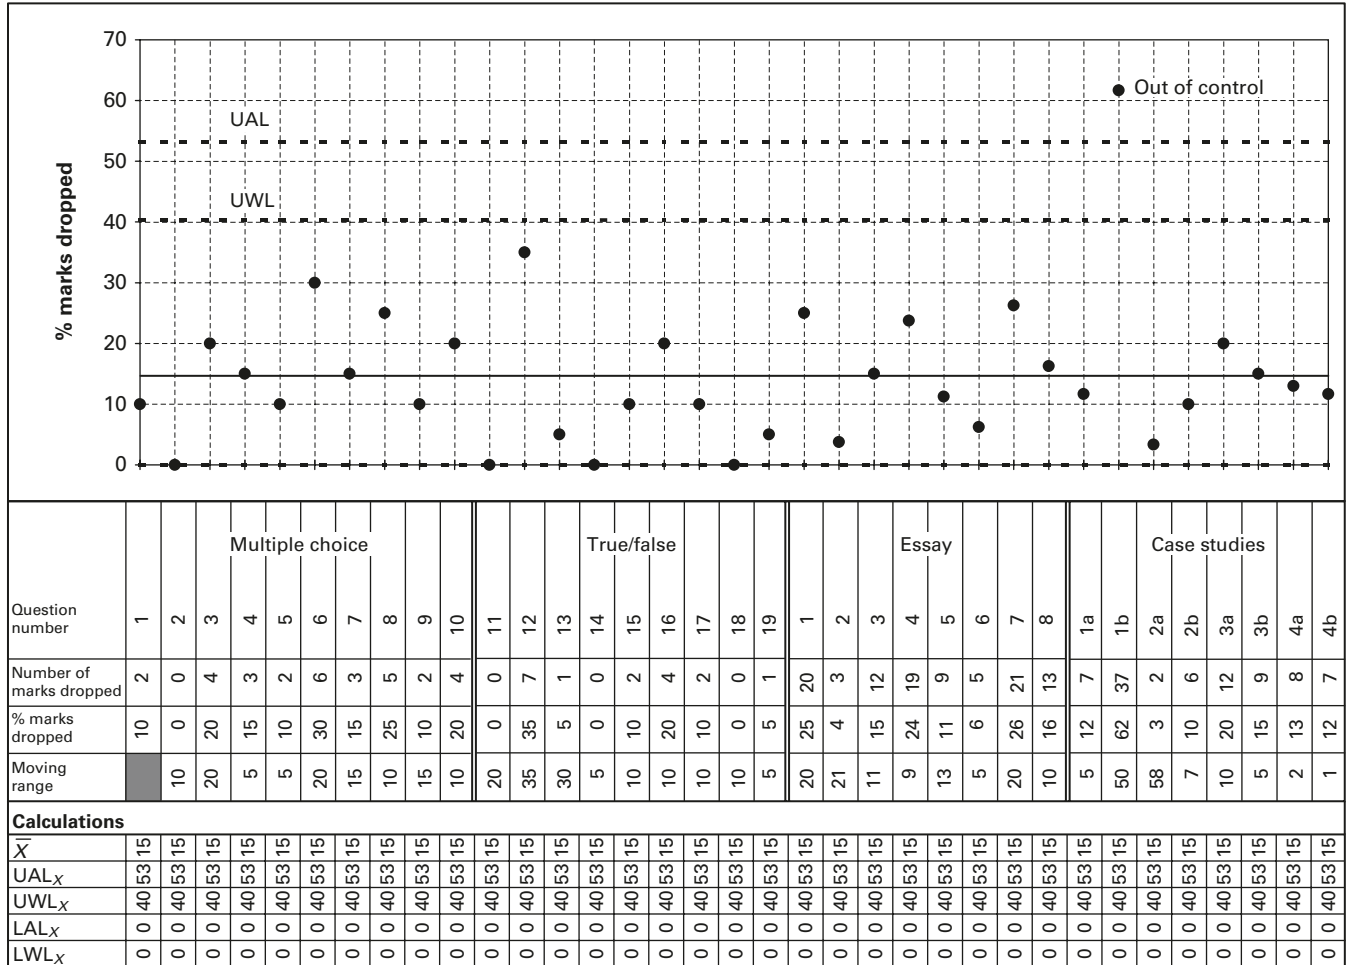 70
60
50
40
30
20
10
0
% marks dropped
UAL
UWL
Out of control
Multiple choice True/false Essay Case studies
Question
number 1 2 3 4 5 6 7 8 9 10 11 12 13 14 15 16 17 18 19 1 2 3 4 5 6 7 8 1a 1b 2a 2b 3a 3b 4a 4b
Number of
marks dropped 2 0 4 3 2 6 3 5 2 4 0 7 1 0 2 4 2 0 1 20 3 12 19 9 5 21 13 7 37 2 6 12 9 8 7
% marks
dropped 10 0 20 15 10 30 15 25 10 20 0 35 5 0 10 20 10 0 5 25 4 15 24 11 6 26 16 12 62 3 10 20 15 13 12
Moving
range 10 20 5 5 20 15 10 15 10 20 35 30 5 10 10 10 10 5 20 21 11 9 13 5 20 10 5 50 58 7 10 5 2 1
Calculations
X̅ 15 15 15 15 15 15 15 15 15 15 15 15 15 15 15 15 15 15 15 15 15 15 15 15 15 15 15 15 15 15 15 15 15 15 15
UALX 53 53 53 53 53 53 53 53 53 53 53 53 53 53 53 53 53 53 53 53 53 53 53 53 53 53 53 53 53 53 53 53 53 53 53
UWLX 40 40 40 40 40 40 40 40 40 40 40 40 40 40 40 40 40 40 40 40 40 40 40 40 40 40 40 40 40 40 40 40 40 40 40
LALX 0 0 0 0 0 0 0 0 0 0 0 0 0 0 0 0 0 0 0 0 0 0 0 0 0 0 0 0 0 0 0 0 0 0 0
LWLX 0 0 0 0 0 0 0 0 0 0 0 0 0 0 0 0 0 0 0 0 0 0 0 0 0 0 0 0 0 0 0 0 0 0 0